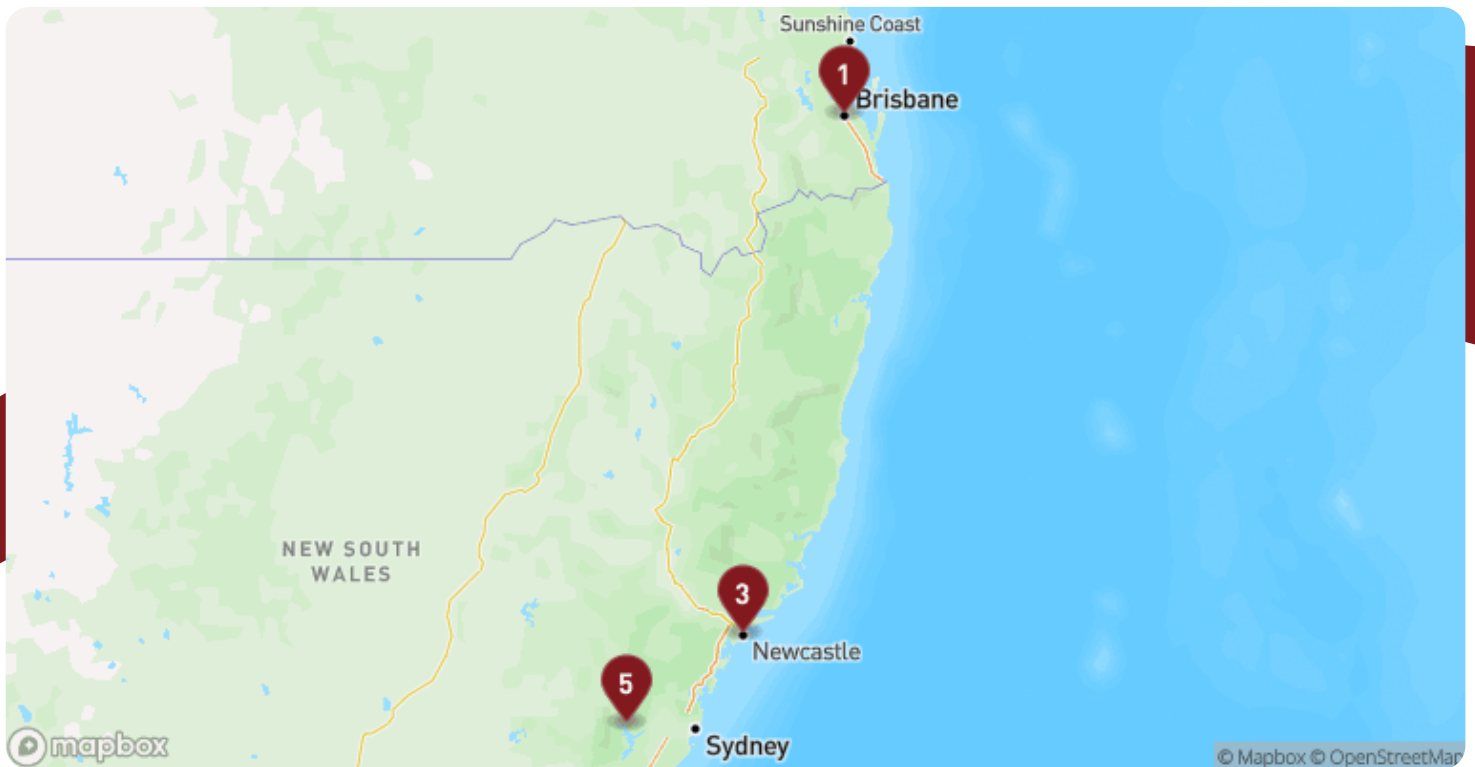 Sunshine Coast
1
Brisbane
NEW SOUTH
WALES
3
Newcastle
5
Sydney
mapbox
© Mapbox © OpenStreetMap